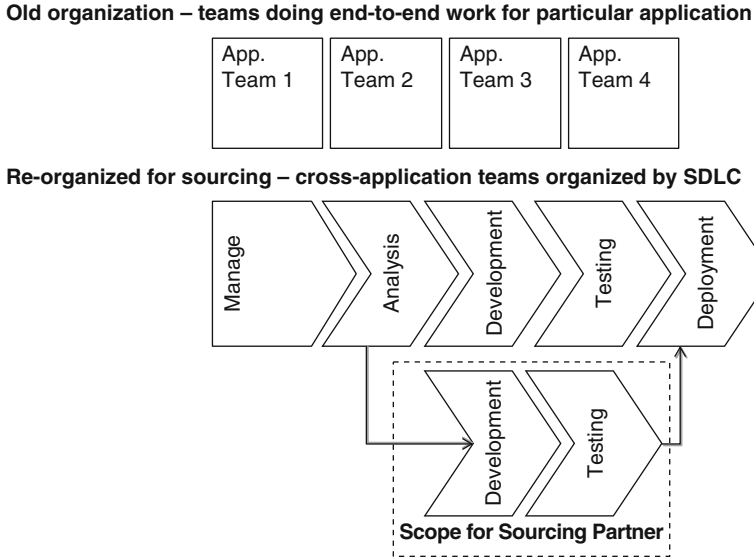 Old organization – teams doing end-to-end work for particular application
App.
Team 1
App.
Team 2
App.
Team 3
App.
Team 4
Re-organized for sourcing – cross-application teams organized by SDLC
Manage
Analysis
Development
Testing
Deployment
Development
Testing
Scope for Sourcing Partner